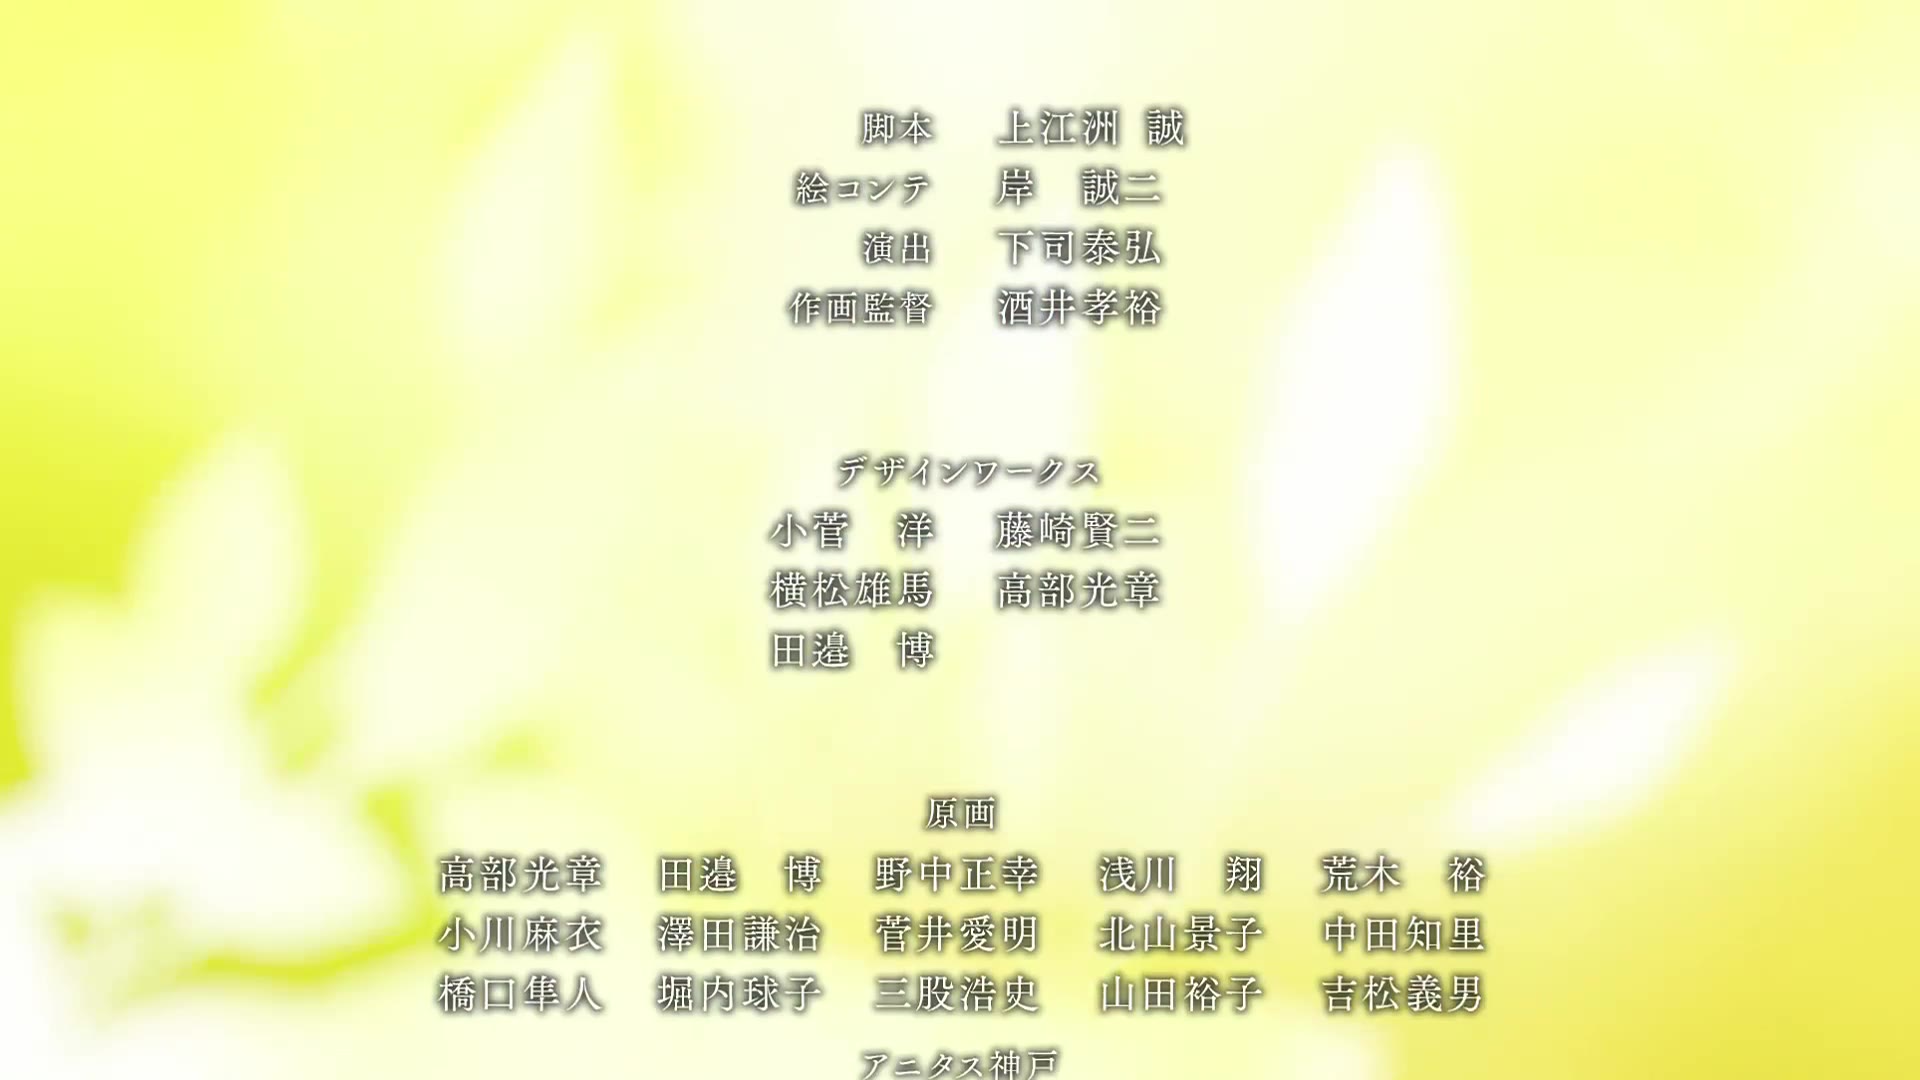 脚本　上江洲 誠
絵コンテ　岸　誠二
演出　下司泰弘
作画監督　酒井孝裕
デザインワークス
小菅　洋　藤崎賢二
横松雄馬　高部光章
田邉　博
原画
高部光章　田邉　博　野中正幸　浅川　翔　荒木　裕
小川麻衣　澤田謙治　菅井愛明　北山景子　中田知里
橋口隼人　堀内球子　三股浩史　山田裕子　吉松義男
アニタス神戸